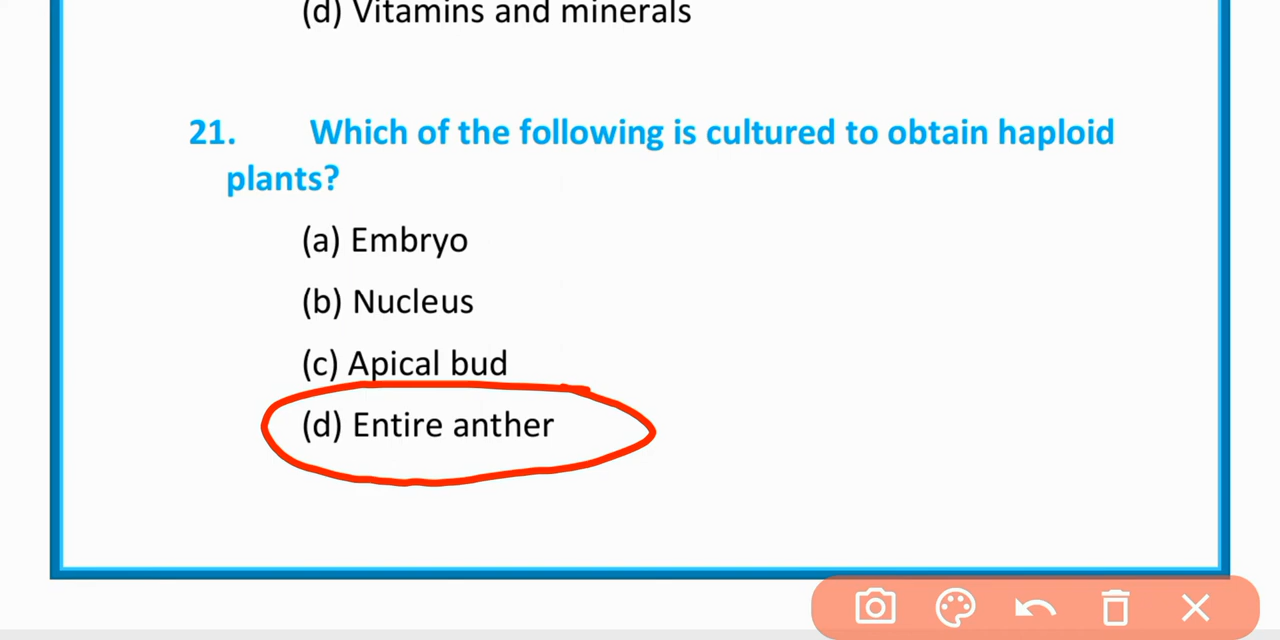 (d) Vitamins and minerals
21. Which of the following is cultured to obtain haploid
plants?
(a) Embryo
(b) Nucleus
(c) Apical bud
(d) Entire anther